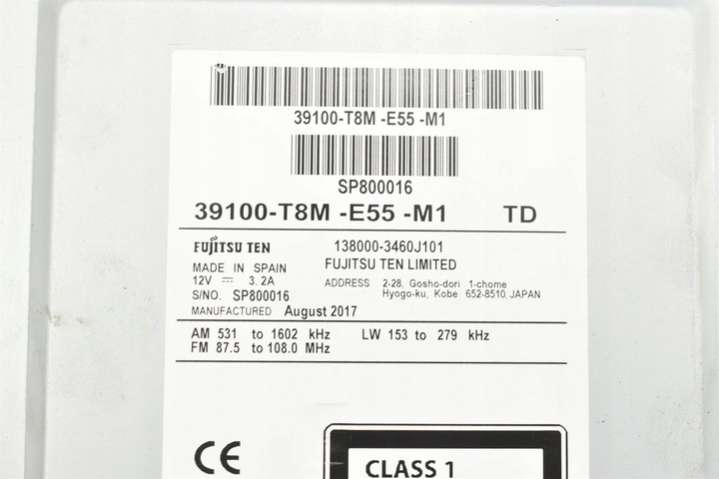 39100-T8M -E55 -M1
SP800016
39100-T8M -E55 -M1 TD
FUJITSU TEN 138000-3460J101
MADE IN SPAIN FUJITSU TEN LIMITED
12V ⎓ 3.2A ADDRESS 2-28, Gosho-dori 1-chome
S/NO. SP800016 Hyogo-ku, Kobe 652-8510, JAPAN
MANUFACTURED August 2017
AM 531 to 1602 kHz LW 153 to 279 kHz
FM 87.5 to 108.0 MHz
CE
CLASS 1